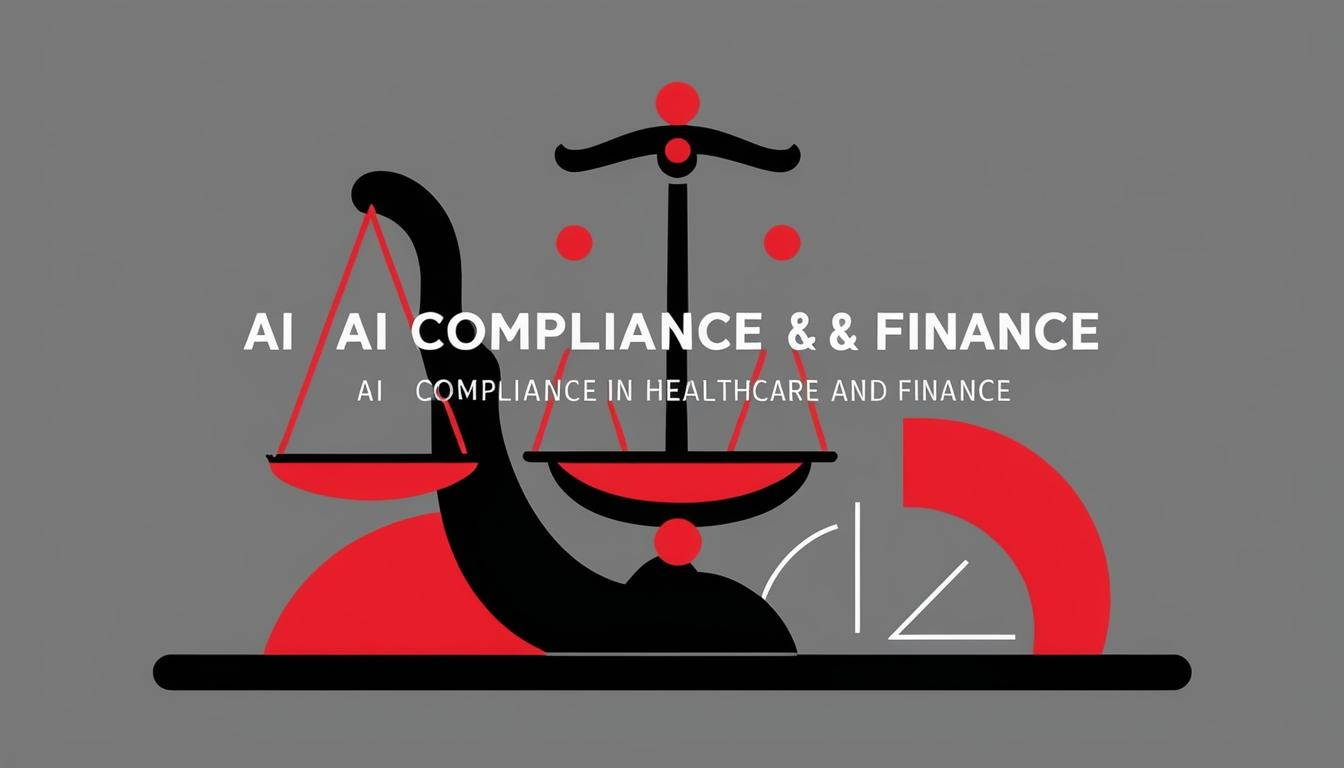 AI AI COMPLIANCE & & FINANCE
AI COMPLIANCE IN HEALTHCARE AND FINANCE